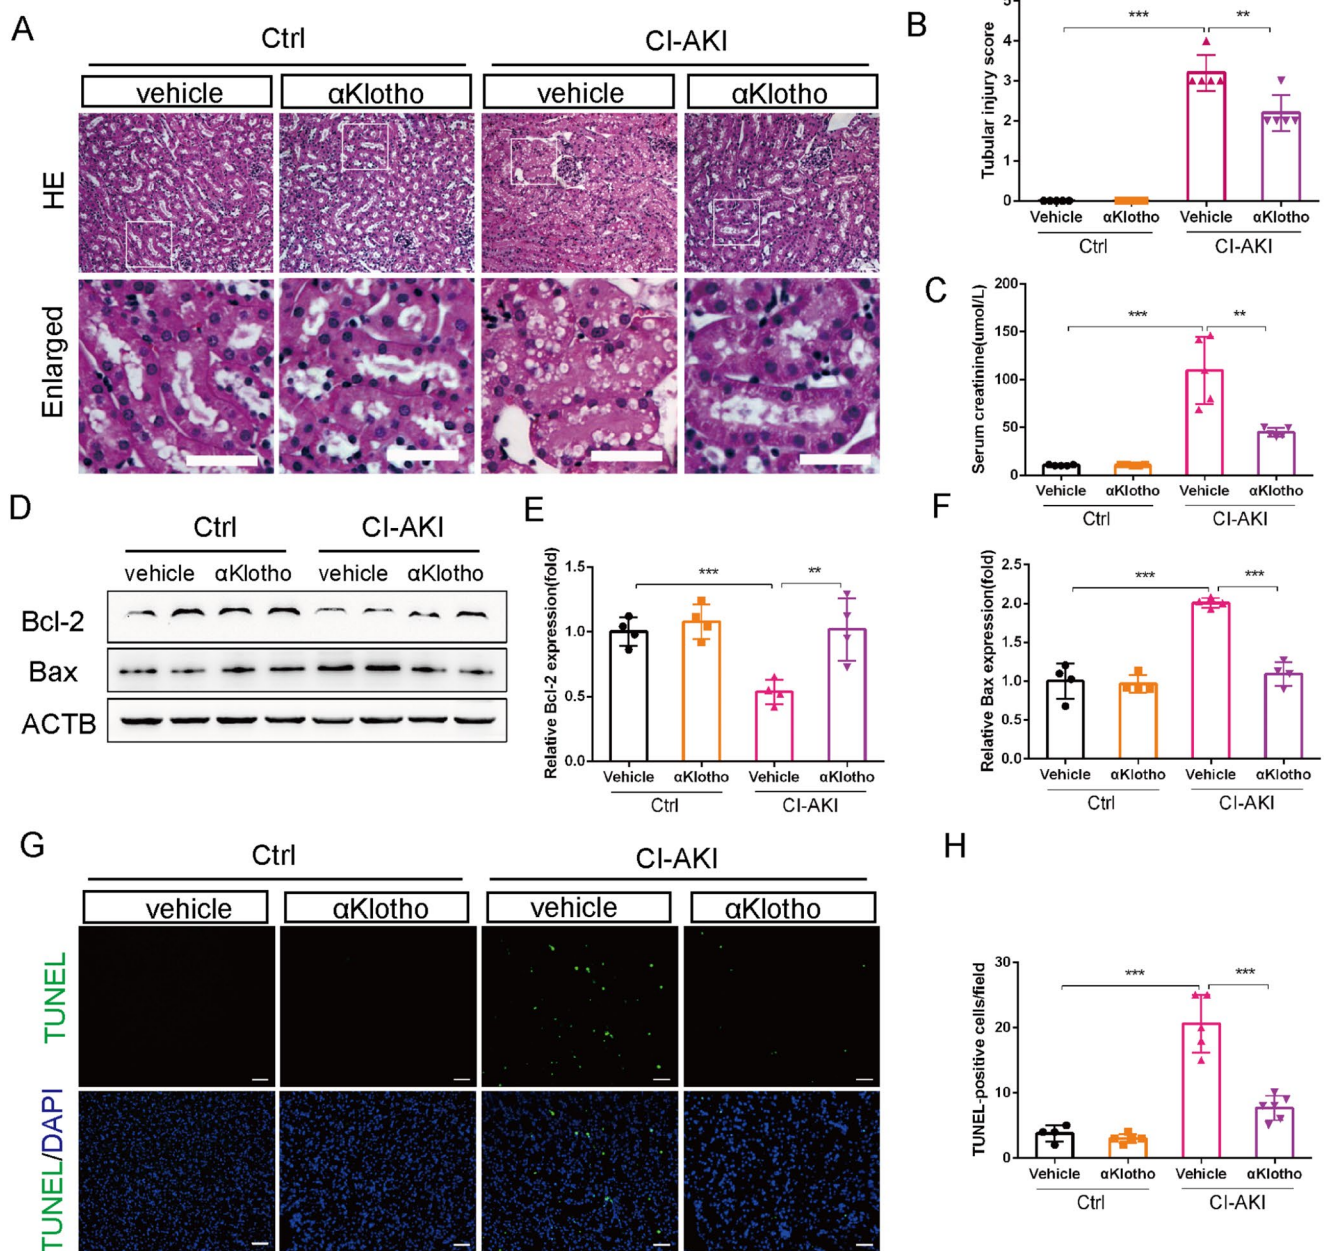 A
Ctrl
CI-AKI
vehicle
αKlotho
vehicle
αKlotho
HE
Enlarged
B
Tubular injury score
5
4
3
2
1
0
***
**
Vehicle
αKlotho
Vehicle
αKlotho
Ctrl
CI-AKI
C
Serum creatinine(umol/L)
200
150
100
50
0
***
**
Vehicle
αKlotho
Vehicle
αKlotho
Ctrl
CI-AKI
D
Ctrl
CI-AKI
vehicle αKlotho vehicle αKlotho
Bcl-2
Bax
ACTB
E
Relative Bcl-2 expression(fold)
1.5
1.0
0.5
0.0
***
**
Vehicle
αKlotho
Vehicle
αKlotho
Ctrl
CI-AKI
F
Relative Bax expression(fold)
2.5
2.0
1.5
1.0
0.5
0.0
***
***
Vehicle
αKlotho
Vehicle
αKlotho
Ctrl
CI-AKI
G
Ctrl
CI-AKI
vehicle
αKlotho
vehicle
αKlotho
TUNEL
TUNEL/DAPI
H
TUNEL-positive cells/field
30
20
10
0
***
***
Vehicle
αKlotho
Vehicle
αKlotho
Ctrl
CI-AKI